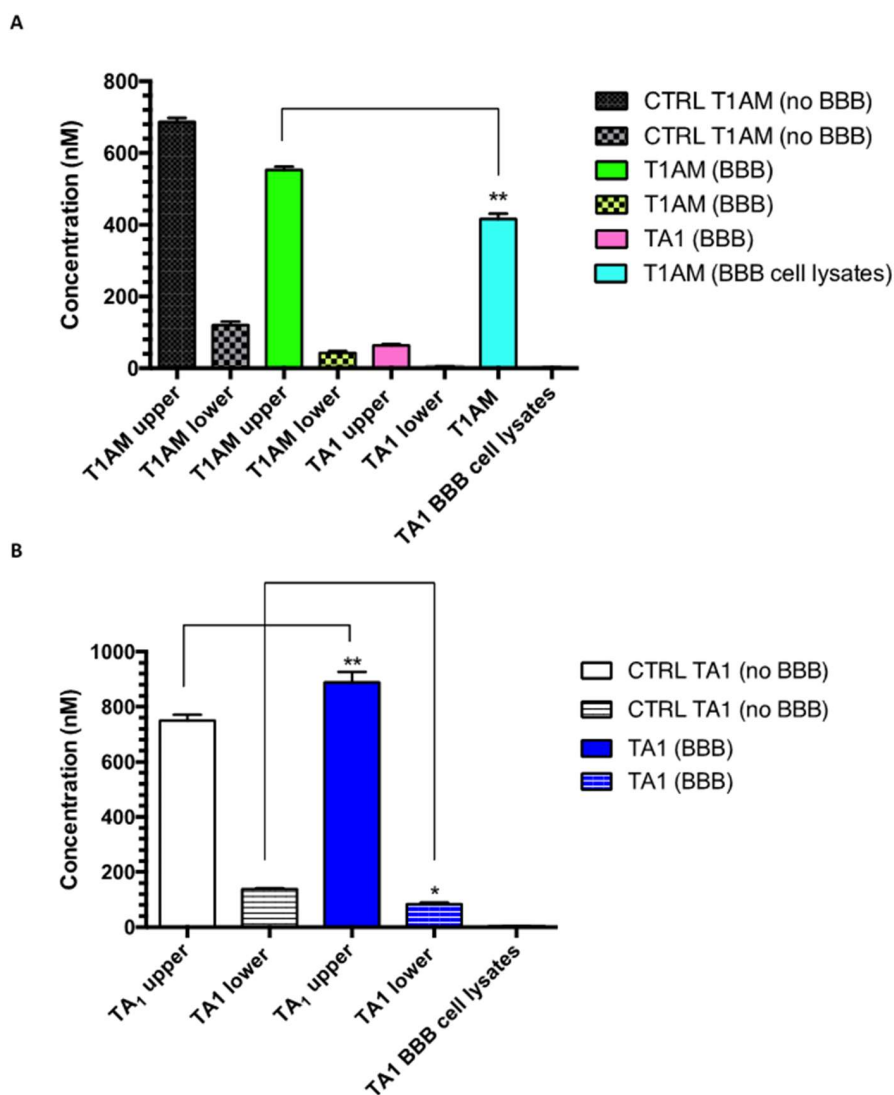 A
Concentration (nM)
800
600
400
200
0
**
T1AM upper
T1AM lower
T1AM upper
T1AM lower
TA1 upper
TA1 lower
T1AM
TA1 BBB cell lysates
CTRL T1AM (no BBB)
CTRL T1AM (no BBB)
T1AM (BBB)
T1AM (BBB)
TA1 (BBB)
T1AM (BBB cell lysates)
B
Concentration (nM)
1000
800
600
400
200
0
**
*
TA₁ upper
TA1 lower
TA₁ upper
TA1 lower
TA1 BBB cell lysates
CTRL TA1 (no BBB)
CTRL TA1 (no BBB)
TA1 (BBB)
TA1 (BBB)